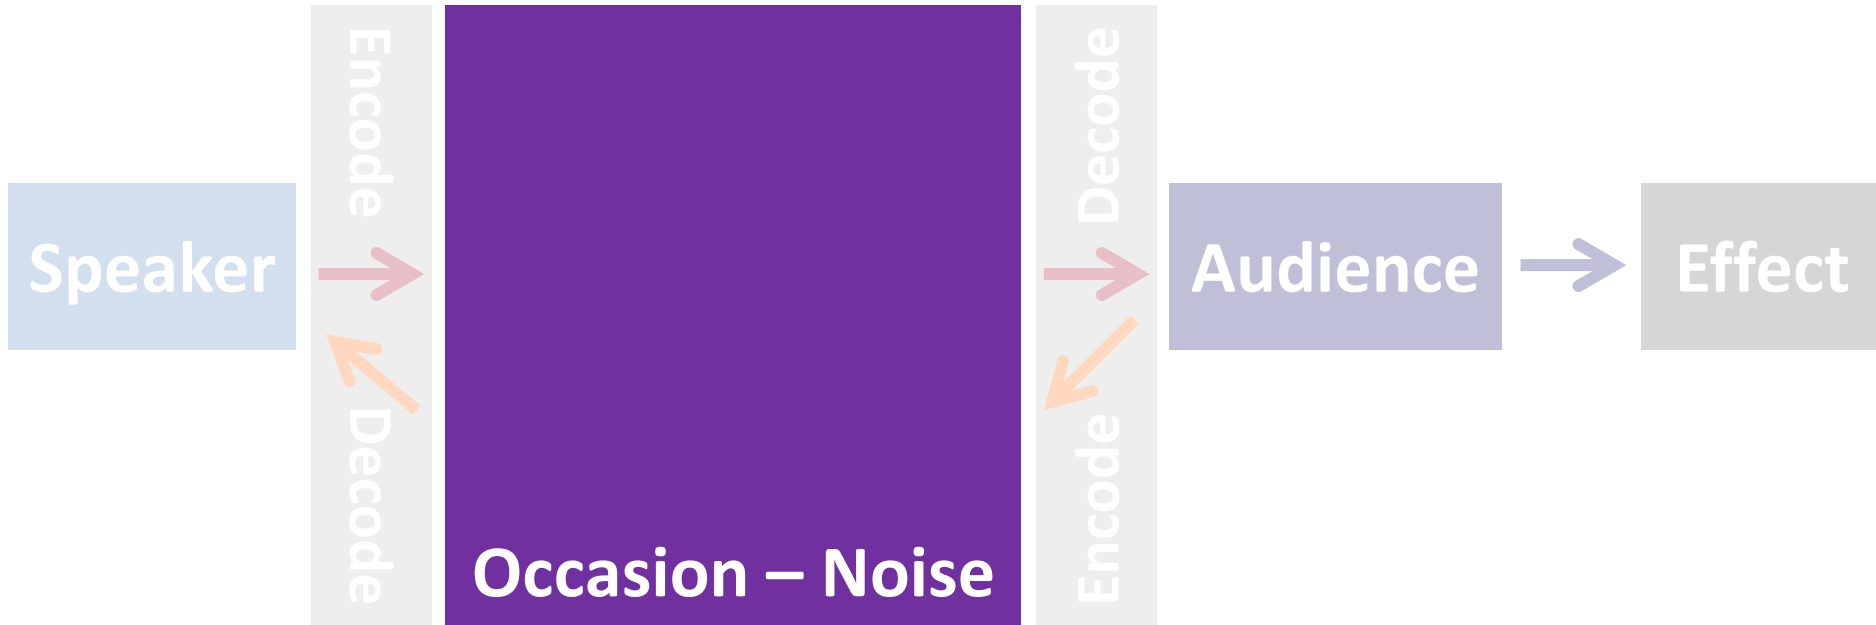 Speaker
Encode
Decode
Occasion – Noise
Decode
Encode
Audience
Effect